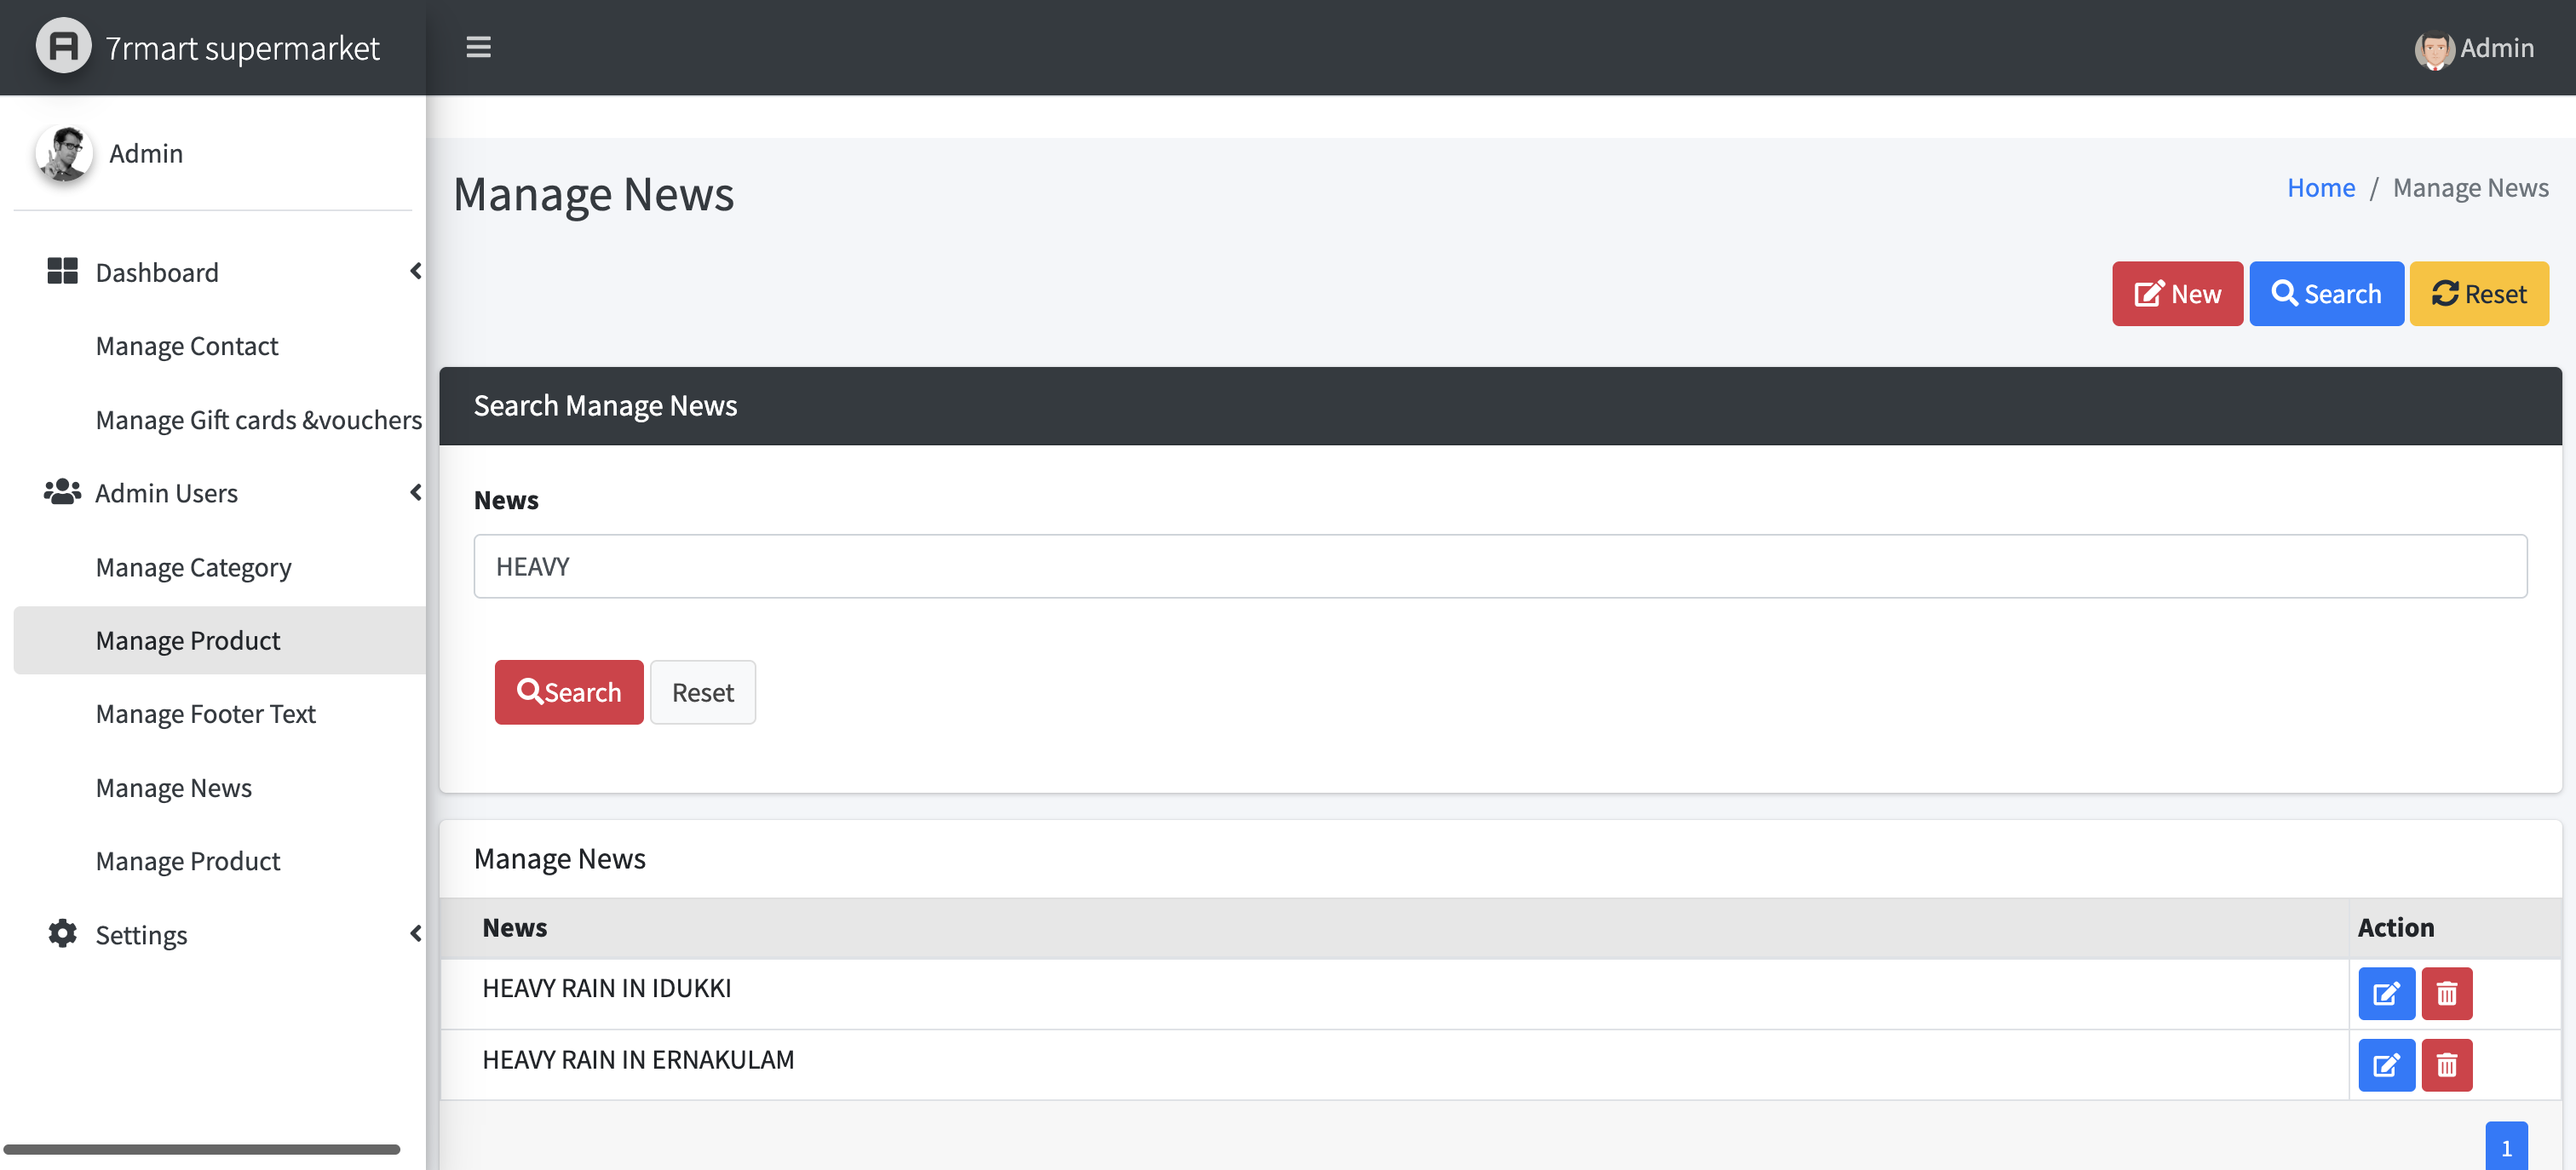 7rmart supermarket
Admin
Admin
Dashboard
Manage Contact
Manage Gift cards &vouchers
Admin Users
Manage Category
Manage Product
Manage Footer Text
Manage News
Manage Product
Settings
Manage News
Home / Manage News
New Search Reset
Search Manage News
News
HEAVY
Search Reset
Manage News
News Action
HEAVY RAIN IN IDUKKI
HEAVY RAIN IN ERNAKULAM
1